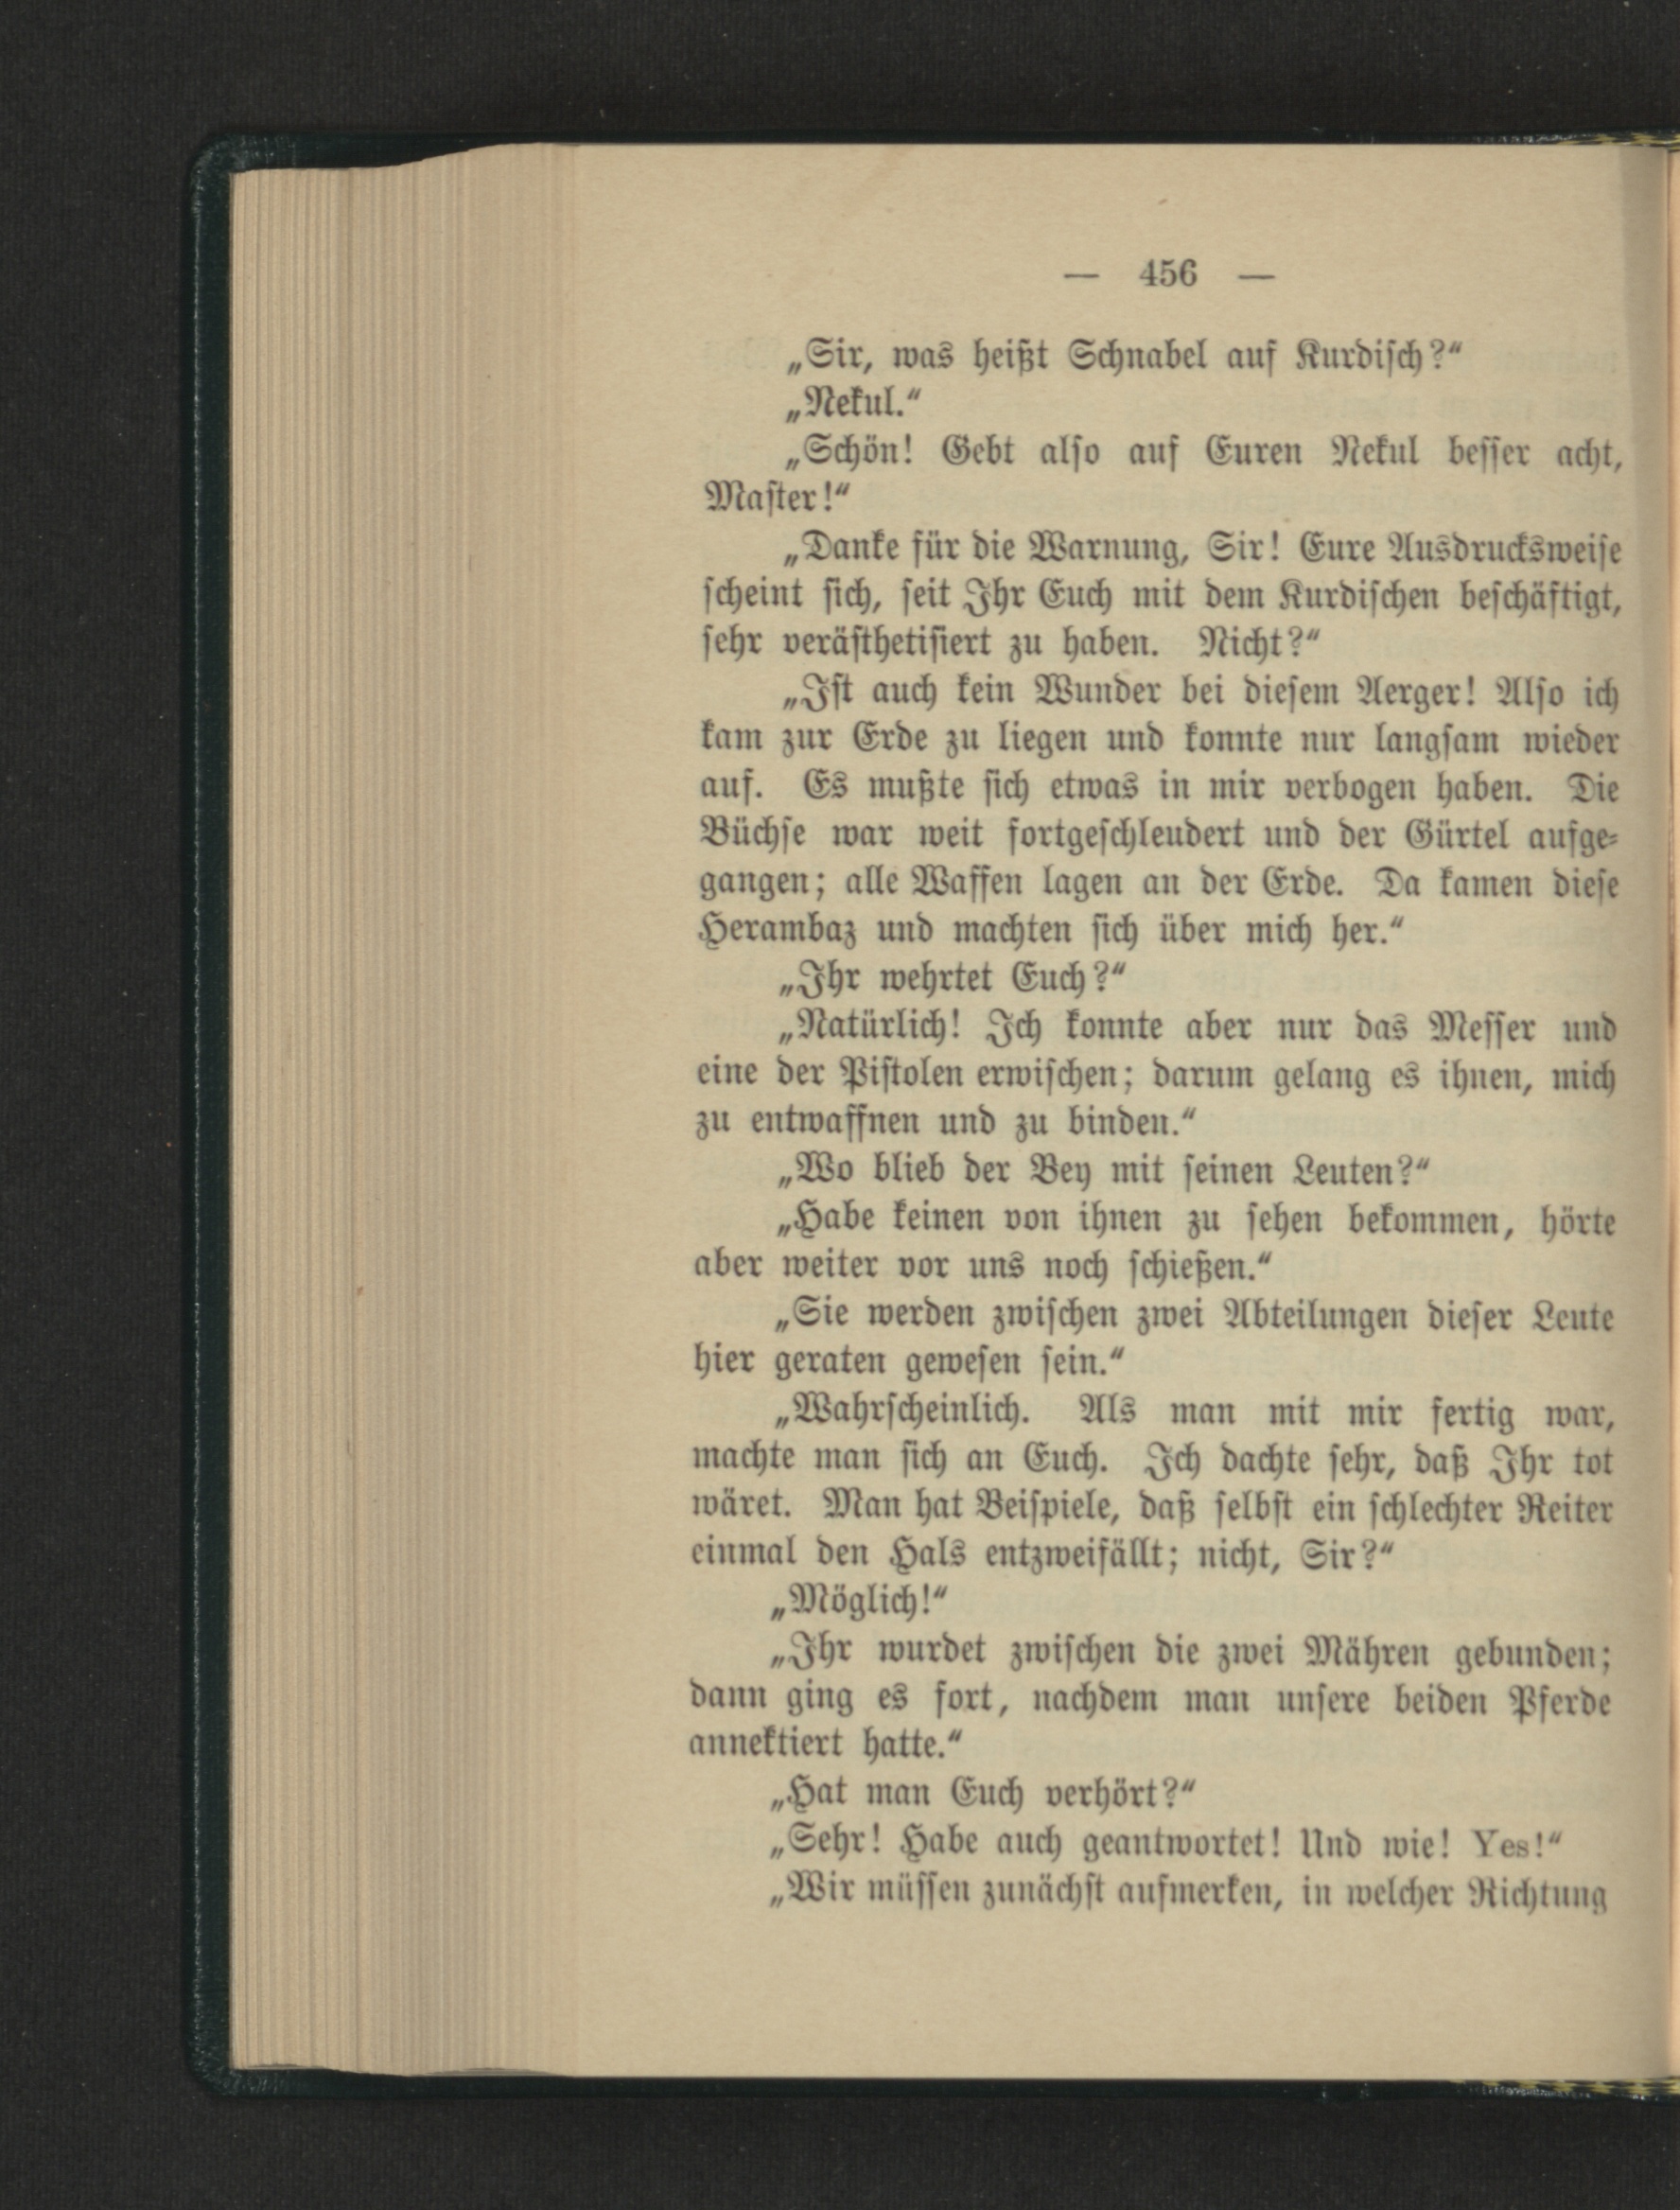 — 456 —
„Sir, was heißt Schnabel auf Kurdisch?“
„Nekul.“
„Schön! Gebt also auf Euren Nekul besser acht,
Master!“
„Danke für die Warnung, Sir! Eure Ausdrucksweise
scheint sich, seit Ihr Euch mit dem Kurdischen beschäftigt,
sehr verästhetisiert zu haben. Nicht?“
„Ist auch kein Wunder bei diesem Aerger! Also ich
kam zur Erde zu liegen und konnte nur langsam wieder
auf. Es mußte sich etwas in mir verbogen haben. Die
Büchse war weit fortgeschleudert und der Gürtel aufge-
gangen; alle Waffen lagen an der Erde. Da kamen diese
Herambaz und machten sich über mich her.“
„Ihr wehrtet Euch?“
„Natürlich! Ich konnte aber nur das Messer und
eine der Pistolen erwischen; darum gelang es ihnen, mich
zu entwaffnen und zu binden.“
„Wo blieb der Bey mit seinen Leuten?“
„Habe keinen von ihnen zu sehen bekommen, hörte
aber weiter vor uns noch schießen.“
„Sie werden zwischen zwei Abteilungen dieser Leute
hier geraten gewesen sein.“
„Wahrscheinlich. Als man mit mir fertig war,
machte man sich an Euch. Ich dachte sehr, daß Ihr tot
wäret. Man hat Beispiele, daß selbst ein schlechter Reiter
einmal den Hals entzweifällt; nicht, Sir?“
„Möglich!“
„Ihr wurdet zwischen die zwei Mähren gebunden;
dann ging es fort, nachdem man unsere beiden Pferde
annektiert hatte.“
„Hat man Euch verhört?“
„Sehr! Habe auch geantwortet! Und wie! Yes!“
„Wir müssen zunächst aufmerken, in welcher Richtung